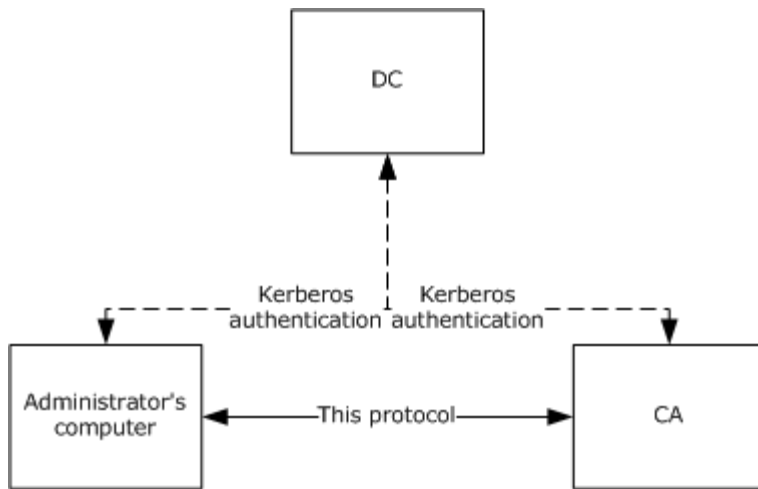 DC
Kerberos
authentication
Kerberos
authentication
Administrator's
computer
This protocol
CA